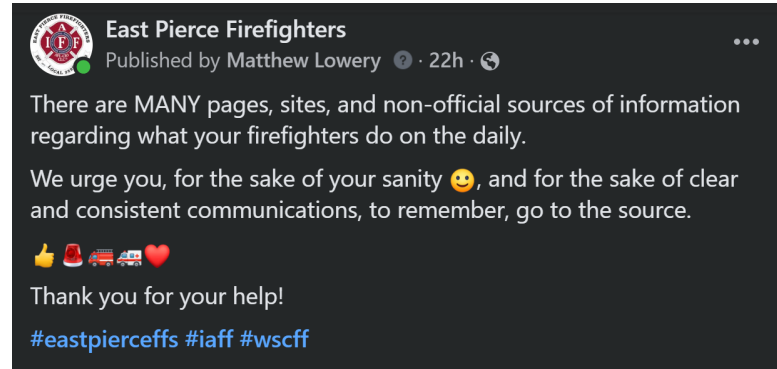 East Pierce Firefighters
Published by Matthew Lowery · 22h ·
There are MANY pages, sites, and non-official sources of information
regarding what your firefighters do on the daily.
We urge you, for the sake of your sanity 🙂, and for the sake of clear
and consistent communications, to remember, go to the source.
👍🚨🚒🚑❤️
Thank you for your help!
#eastpierceffs #iaff #wscff